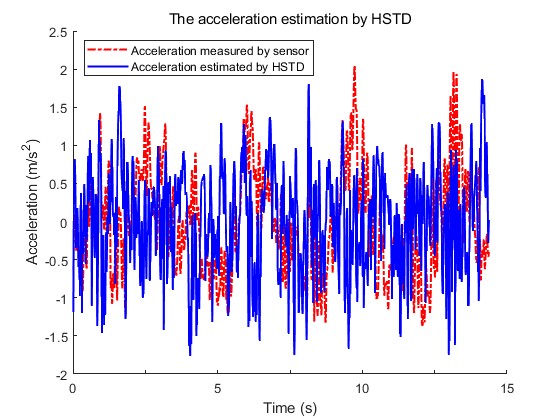 The acceleration estimation by HSTD
Acceleration measured by sensor
Acceleration estimated by HSTD
2.5
2
1.5
1
0.5
0
-0.5
-1
-1.5
-2
Acceleration (m/s²)
0
5
10
15
Time (s)